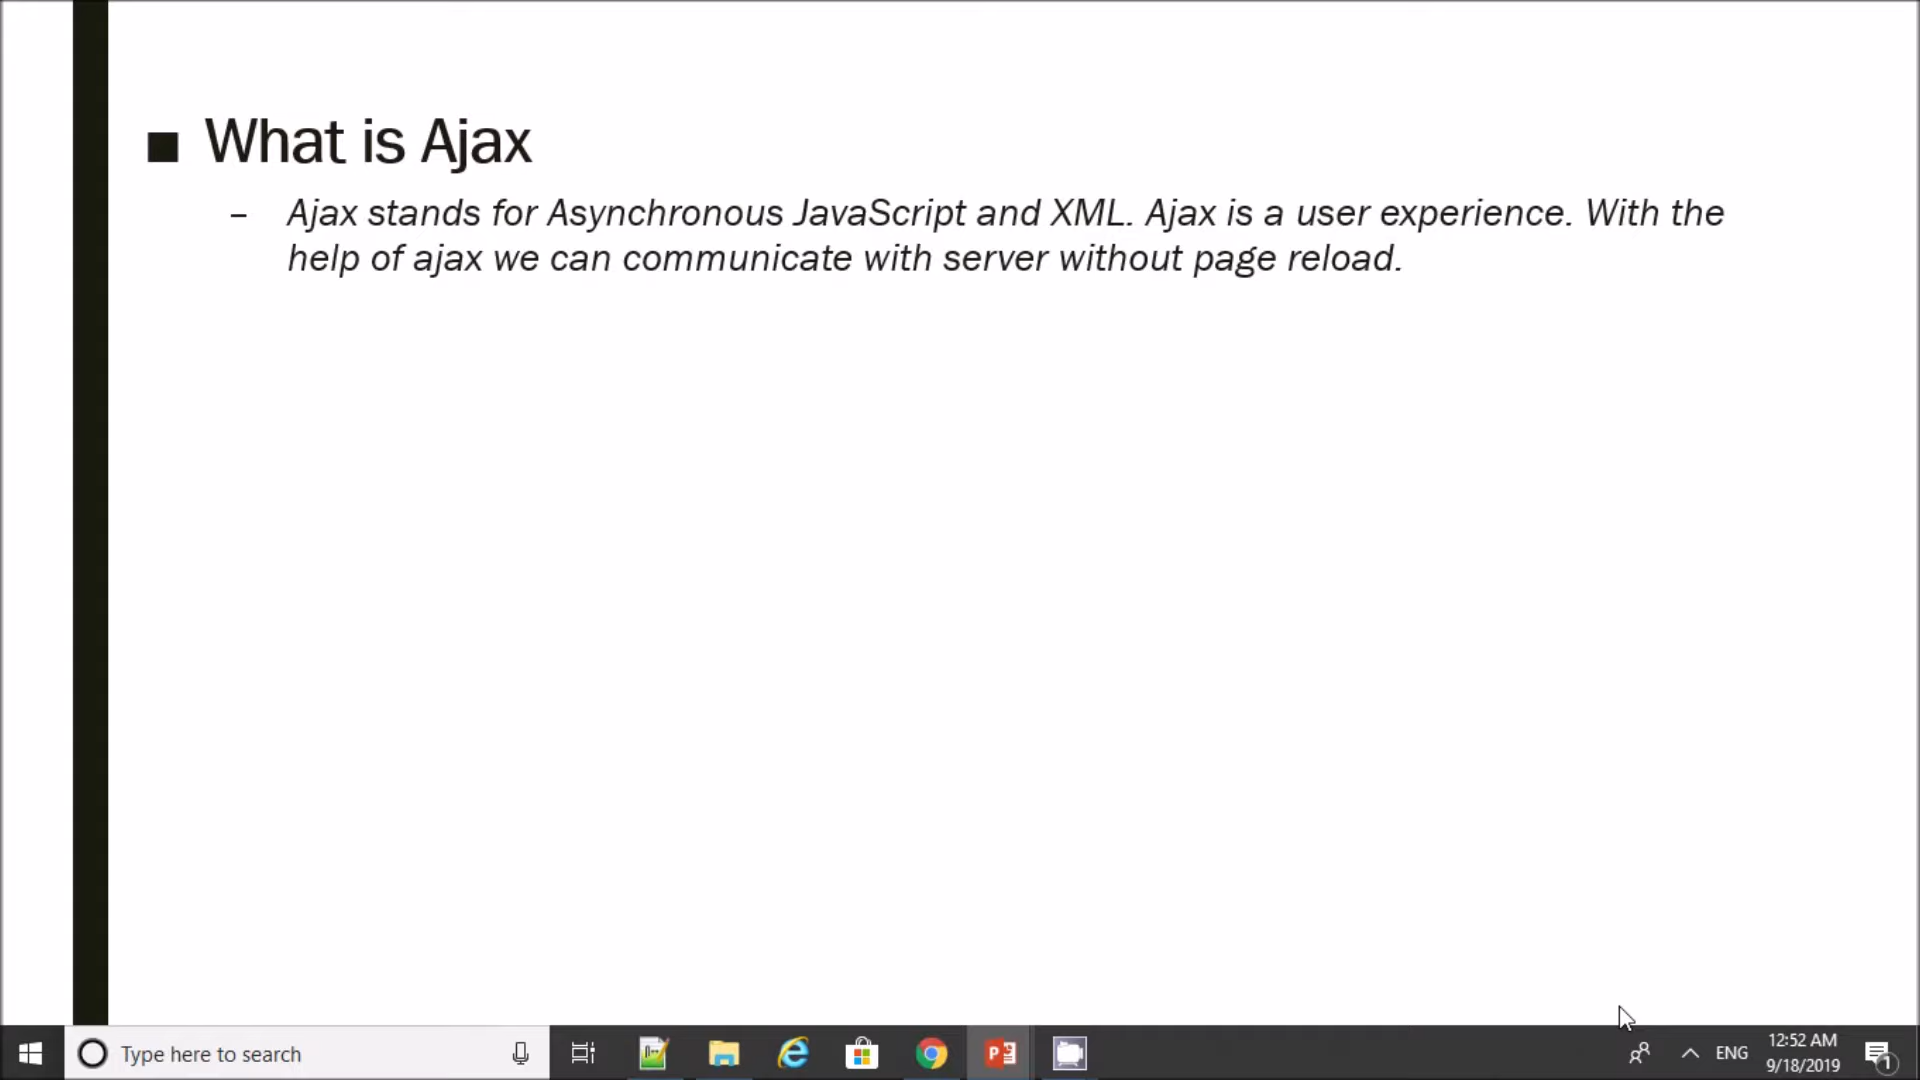 ■ What is Ajax
– Ajax stands for Asynchronous JavaScript and XML. Ajax is a user experience. With the
help of ajax we can communicate with server without page reload.
Type here to search
ENG
12:52 AM
9/18/2019
1